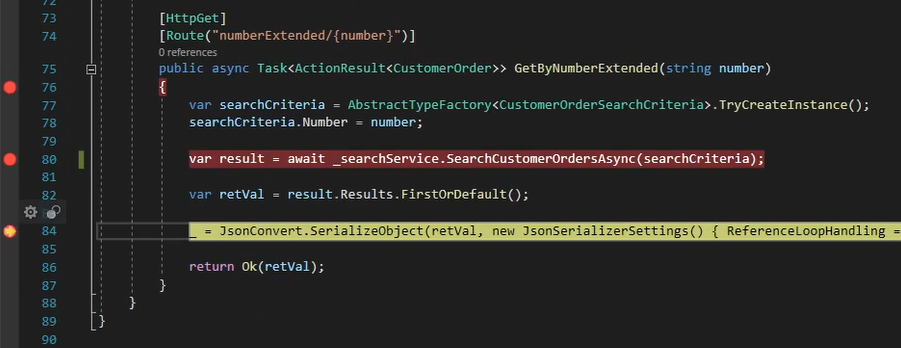 72
73 [HttpGet]
74 [Route("numberExtended/{number}")]
0 references
75 public async Task<ActionResult<CustomerOrder>> GetByNumberExtended(string number)
76 {
77 var searchCriteria = AbstractTypeFactory<CustomerOrderSearchCriteria>.TryCreateInstance();
78 searchCriteria.Number = number;
79
80 var result = await _searchService.SearchCustomerOrdersAsync(searchCriteria);
81
82 var retVal = result.Results.FirstOrDefault();
84 _ = JsonConvert.SerializeObject(retVal, new JsonSerializerSettings() { ReferenceLoopHandling =
85
86 return Ok(retVal);
87 }
88 }
89 }
90